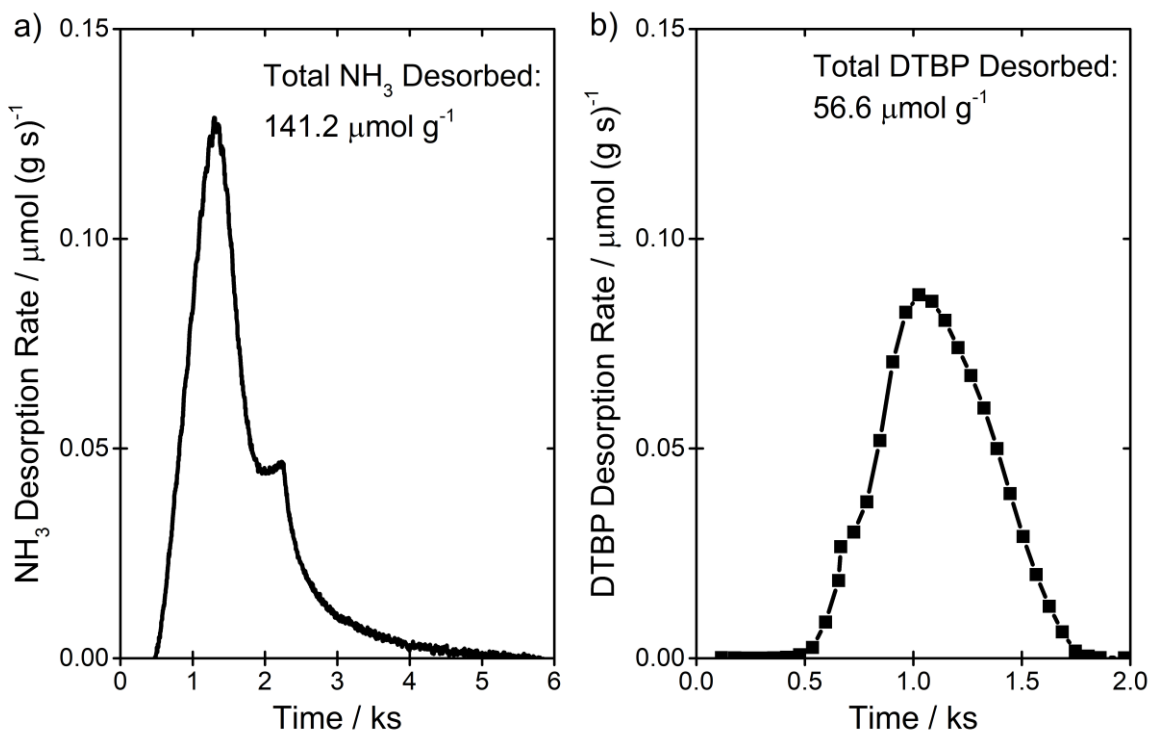 a)
NH₃ Desorption Rate / μmol (g s)⁻¹
0.15
0.10
0.05
0.00
Total NH₃ Desorbed:
141.2 μmol g⁻¹
0 1 2 3 4 5 6
Time / ks
b)
DTBP Desorption Rate / μmol (g s)⁻¹
0.15
0.10
0.05
0.00
Total DTBP Desorbed:
56.6 μmol g⁻¹
0.0 0.5 1.0 1.5 2.0
Time / ks